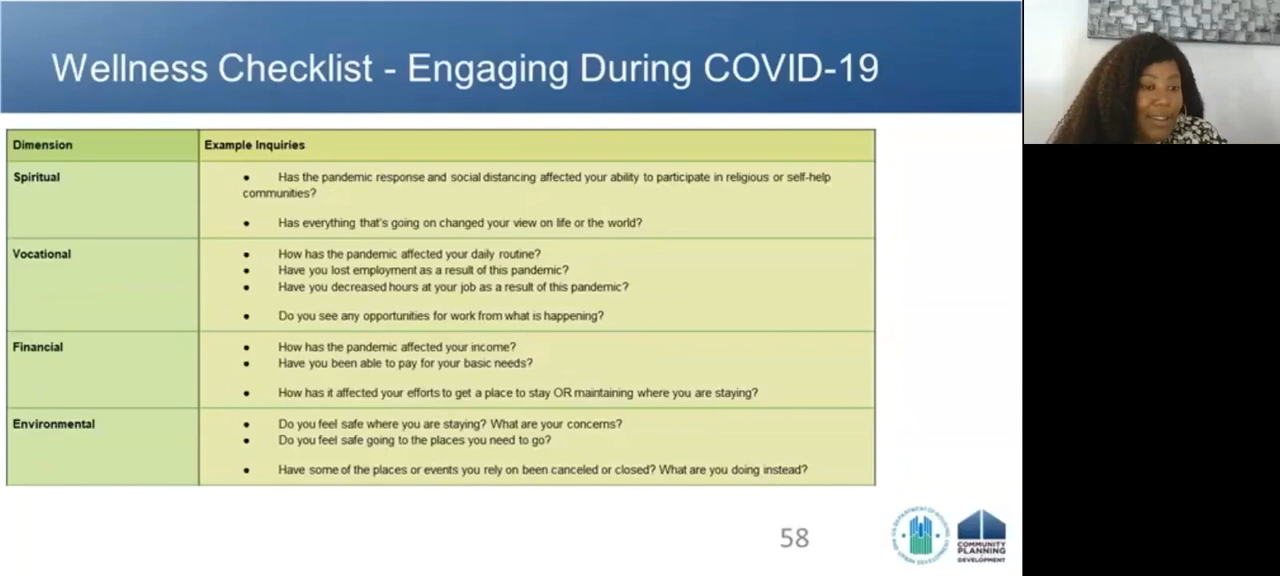 Wellness Checklist - Engaging During COVID-19
Dimension
Example Inquiries
Spiritual
• Has the pandemic response and social distancing affected your ability to participate in religious or self-help
communities?
• Has everything that's going on changed your view on life or the world?
Vocational
• How has the pandemic affected your daily routine?
• Have you lost employment as a result of this pandemic?
• Have you decreased hours at your job as a result of this pandemic?
• Do you see any opportunities for work from what is happening?
Financial
• How has the pandemic affected your income?
• Have you been able to pay for your basic needs?
• How has it affected your efforts to get a place to stay OR maintaining where you are staying?
Environmental
• Do you feel safe where you are staying? What are your concerns?
• Do you feel safe going to the places you need to go?
• Have some of the places or events you rely on been canceled or closed? What are you doing instead?
58
COMMUNITY
PLANNING
DEVELOPMENT